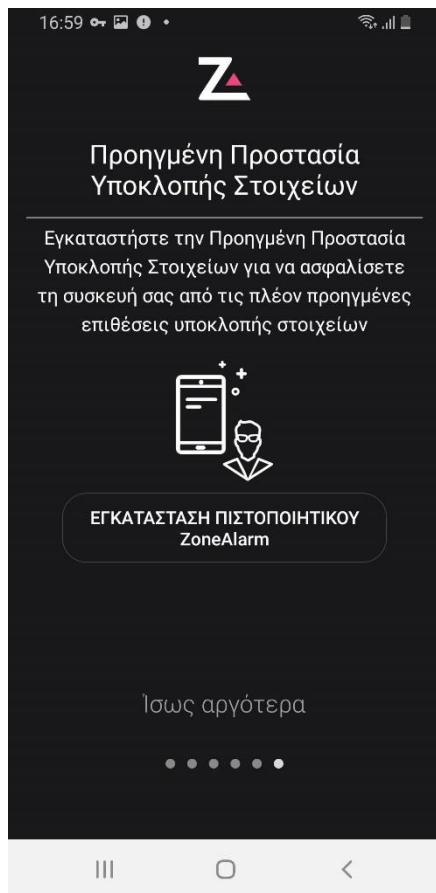 16:59
Προηγμένη Προστασία
Υποκλοπής Στοιχείων
Εγκαταστήστε την Προηγμένη Προστασία
Υποκλοπής Στοιχείων για να ασφαλίσετε
τη συσκευή σας από τις πλέον προηγμένες
επιθέσεις υποκλοπής στοιχείων
ΕΓΚΑΤΑΣΤΑΣΗ ΠΙΣΤΟΠΟΙΗΤΙΚΟΥ
ZoneAlarm
Ίσως αργότερα